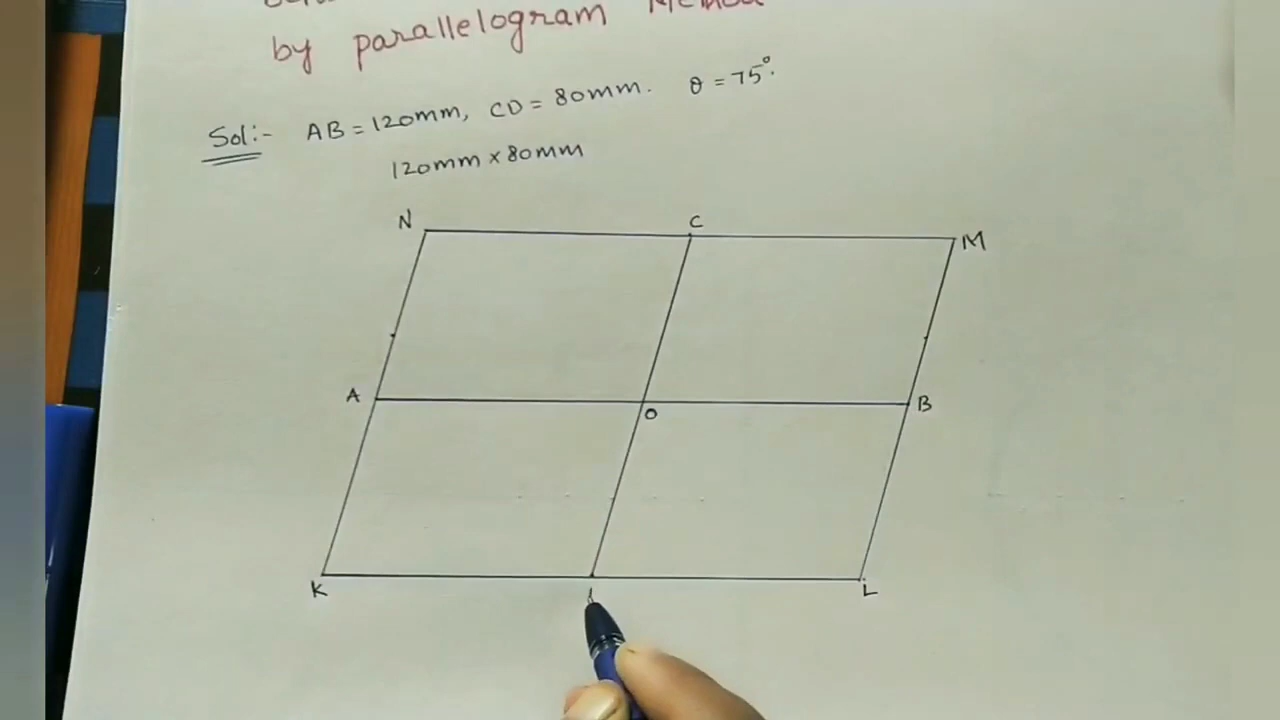 by parallelogram
Sol:- AB = 120mm, CD = 80mm. θ = 75°.
120mm × 80mm
N C M
A O B
K L